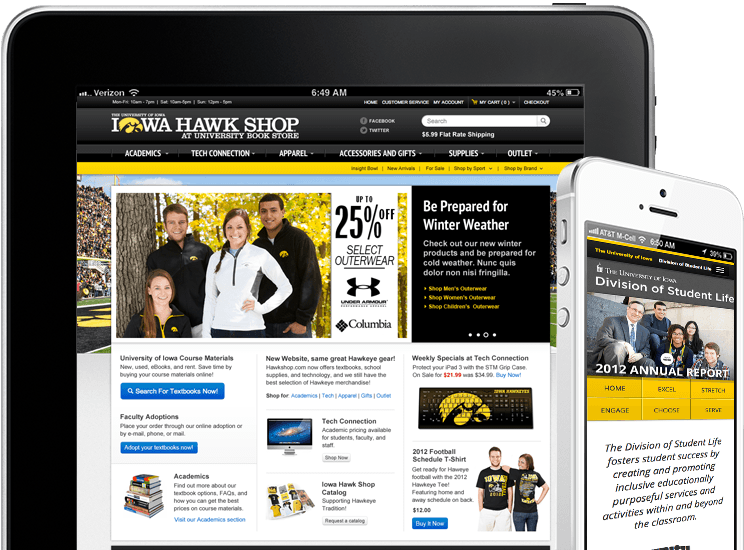 Verizon 6:49 AM 45%
Mon-Fri: 10am - 7pm | Sat: 10am-5pm | Sun: 12pm - 5pm HOME CUSTOMER SERVICE MY ACCOUNT MY CART ( 0 ) CHECKOUT
THE UNIVERSITY OF IOWA
IOWA HAWK SHOP
AT UNIVERSITY BOOK STORE
FACEBOOK
TWITTER
Search
$5.99 Flat Rate Shipping
ACADEMICS TECH CONNECTION APPAREL ACCESSORIES AND GIFTS SUPPLIES OUTLET
Insight Bowl | New Arrivals | For Sale | Shop by Sport | Shop by Brand
UP TO
25% OFF
SELECT
OUTERWEAR
UNDER ARMOUR
Columbia
Be Prepared for
Winter Weather
Check out our new winter
products and be prepared for
cold weather. Nunc quis
dolor non nisi fringilla.
Shop Men's Outerwear
Shop Women's Outerwear
Shop Children's Outerwear
University of Iowa Course Materials
New, used, eBooks, and rent. Save time by
buying your course materials online!
Search For Textbooks Now!
Faculty Adoptions
Place your order through our online adoption or
by e-mail, phone, or mail.
Adopt your textbooks now!
Academics
Find out more about our
textbook options, FAQs, and
how you can get the best
prices on course materials.
Visit our Academics section
New Website, same great Hawkeye gear!
Hawkshop.com now offers textbooks, school
supplies, and technology, and we still have the
best selection of Hawkeye merchandise!
Shop for: Academics | Tech | Apparel | Gifts | Outlet
Tech Connection
Academic pricing available
for students, faculty, and
staff.
Shop Now
Iowa Hawk Shop
Catalog
Supporting Hawkeye
Tradition!
Request a catalog
Weekly Specials at Tech Connection
Protect your iPad 3 with the STM Grip Case.
On Sale for $21.99 was $34.99. Buy Now!
IOWA HAWKEYES
2012 Football
Schedule T-Shirt
Get ready for Haweye
football with the 2012
Hawkeye Tee! Featuring
home and away
schedule on back.
$12.00
Buy It Now
IOWA
AT&T M-Cell 6:50 AM 39%
The University of Iowa Division of Student Life
THE UNIVERSITY OF IOWA
Division of Student Life
2012 ANNUAL REPORT
HOME EXCEL STRETCH
ENGAGE CHOOSE SERVE
The Division of Student Life
fosters student success by
creating and promoting
inclusive educationally
purposeful services and
activities within and beyond
the classroom.